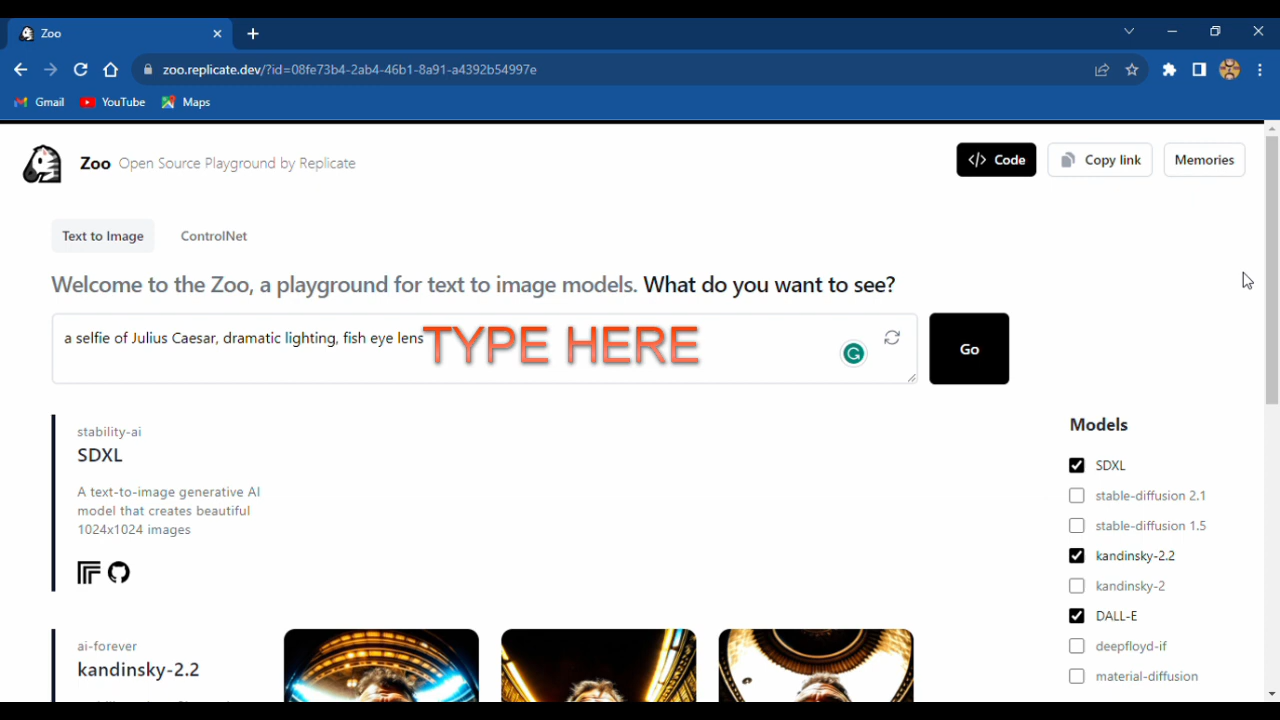 Zoo
zoo.replicate.dev/?id=08fe73b4-2ab4-46b1-8a91-a4392b54997e
Gmail YouTube Maps
Zoo Open Source Playground by Replicate
</> Code Copy link Memories
Text to Image ControlNet
Welcome to the Zoo, a playground for text to image models. What do you want to see?
a selfie of Julius Caesar, dramatic lighting, fish eye lens
TYPE HERE
Go
stability-ai
SDXL
A text-to-image generative AI
model that creates beautiful
1024x1024 images
ai-forever
kandinsky-2.2
Models
SDXL
stable-diffusion 2.1
stable-diffusion 1.5
kandinsky-2.2
kandinsky-2
DALL-E
deepfloyd-if
material-diffusion